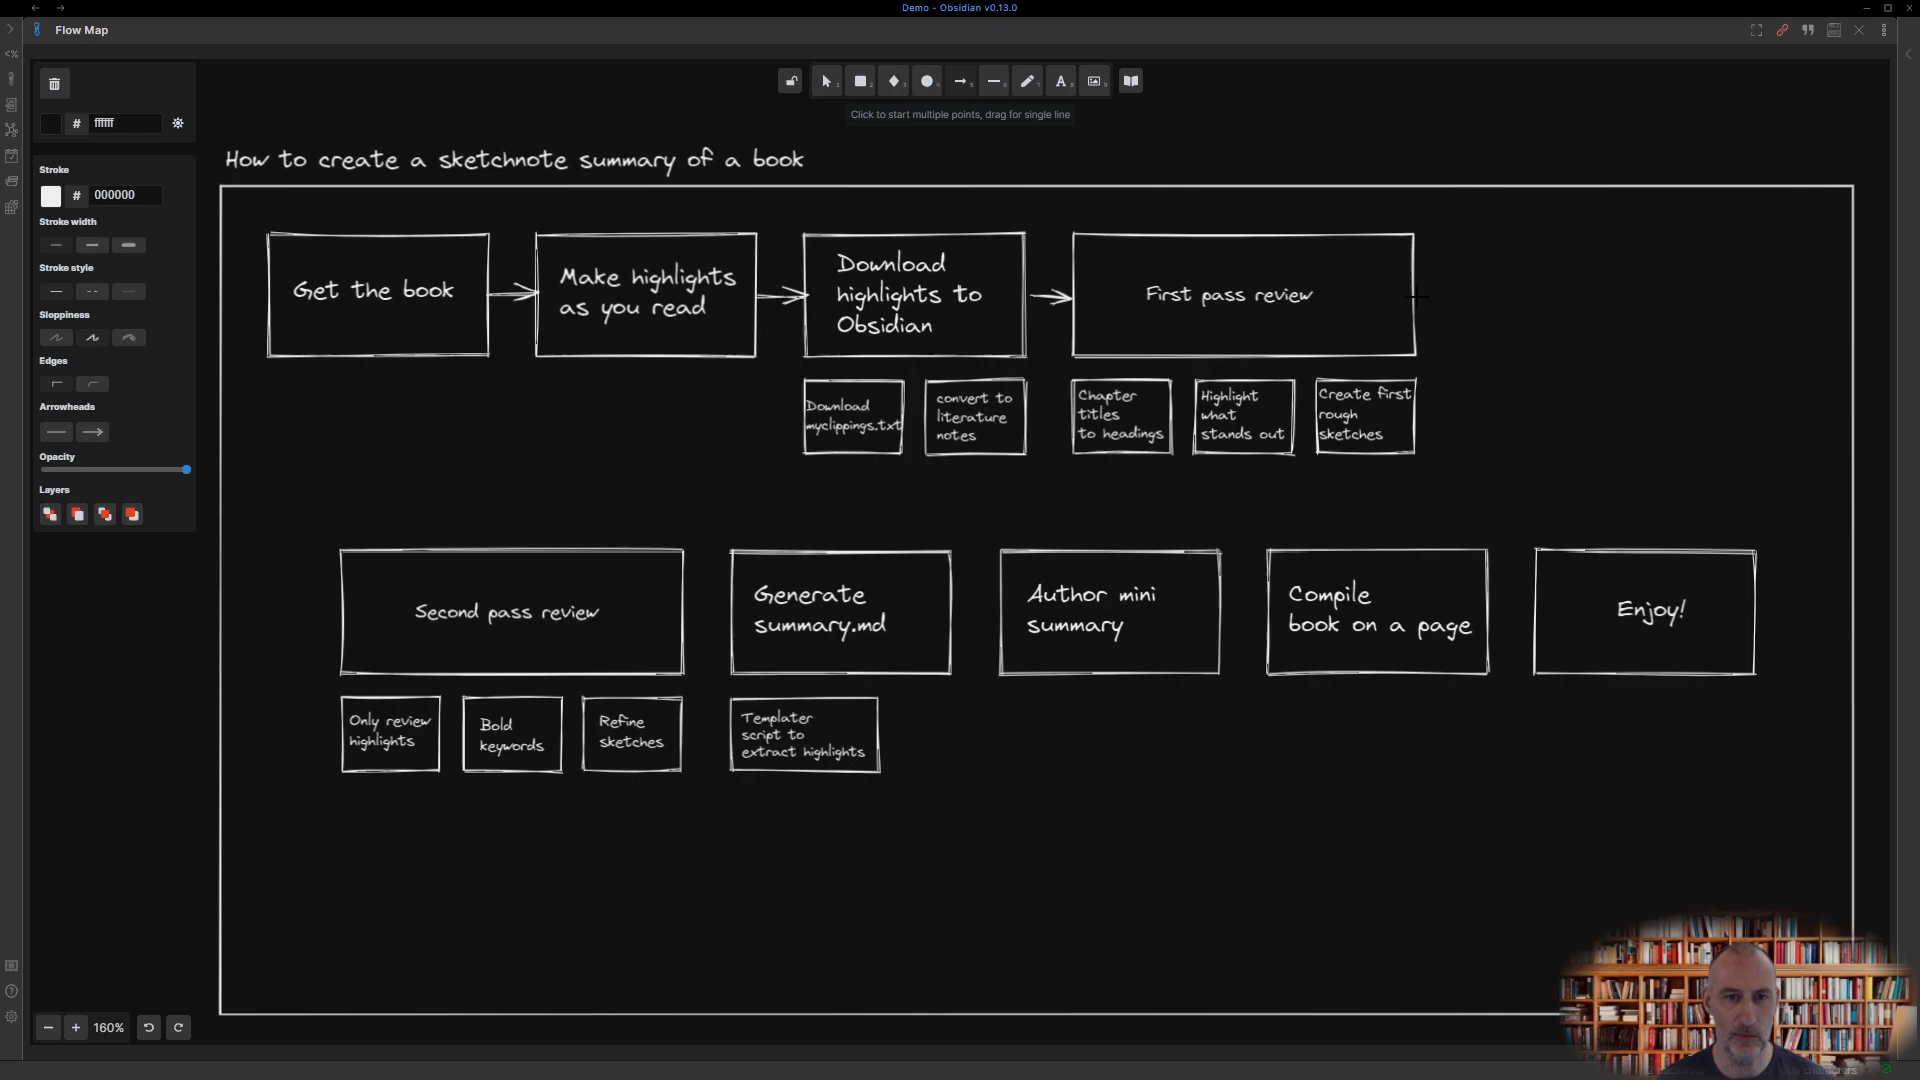 Demo - Obsidian v0.13.0
Flow Map
Click to start multiple points, drag for single line
# ffffff
Stroke
# 000000
Stroke width
Stroke style
Sloppiness
Edges
Arrowheads
Opacity
Layers
How to create a sketchnote summary of a book
Get the book
Make highlights
as you read
Download
highlights to
Obsidian
First pass review
Download
myclippings.txt
convert to
literature
notes
Chapter
titles
to headings
Highlight
what
stands out
Create first
rough
sketches
Second pass review
Generate
summary.md
Author mini
summary
Compile
book on a page
Enjoy!
Only review
highlights
Bold
keywords
Refine
sketches
Templater
script to
extract highlights
160%
characters